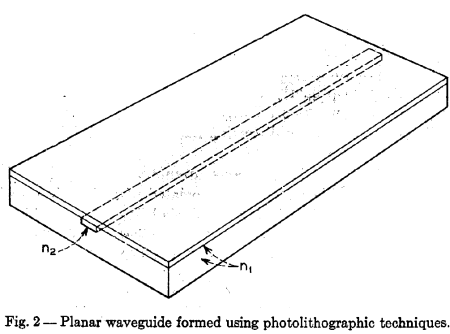 n₂
n₁
Fig. 2 — Planar waveguide formed using photolithographic techniques.